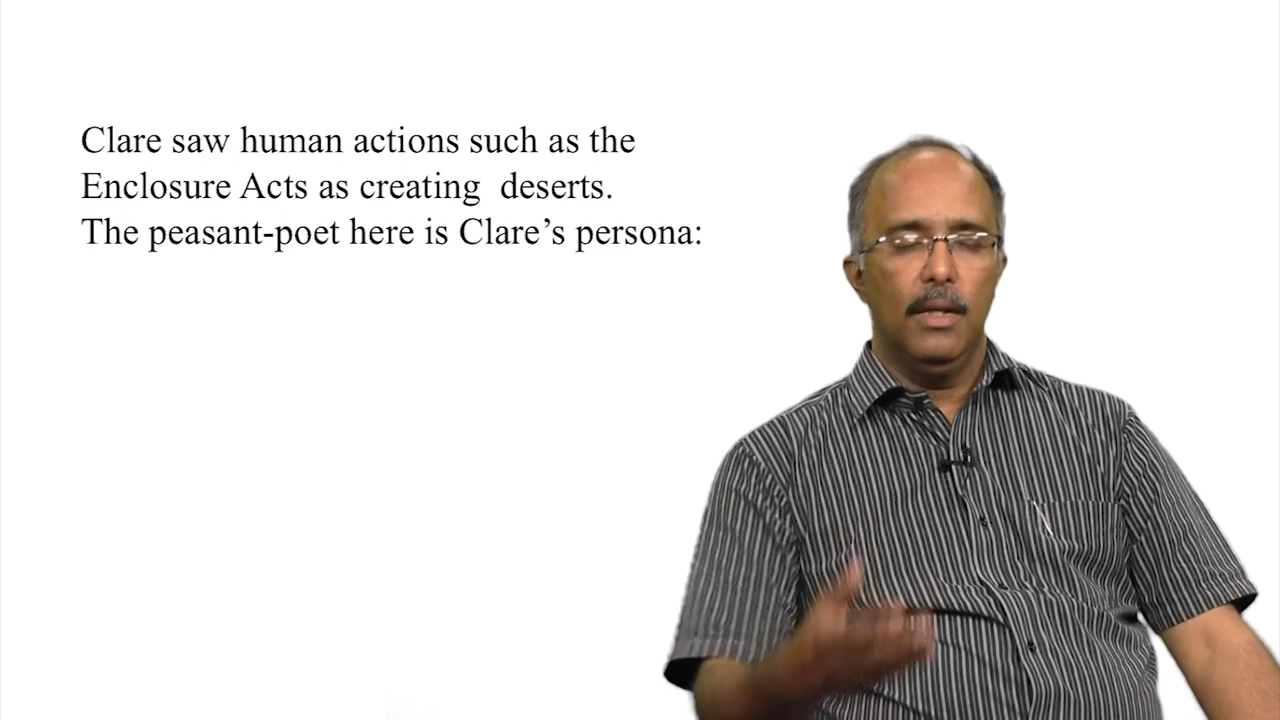 Clare saw human actions such as the
Enclosure Acts as creating  deserts.
The peasant-poet here is Clare’s persona: